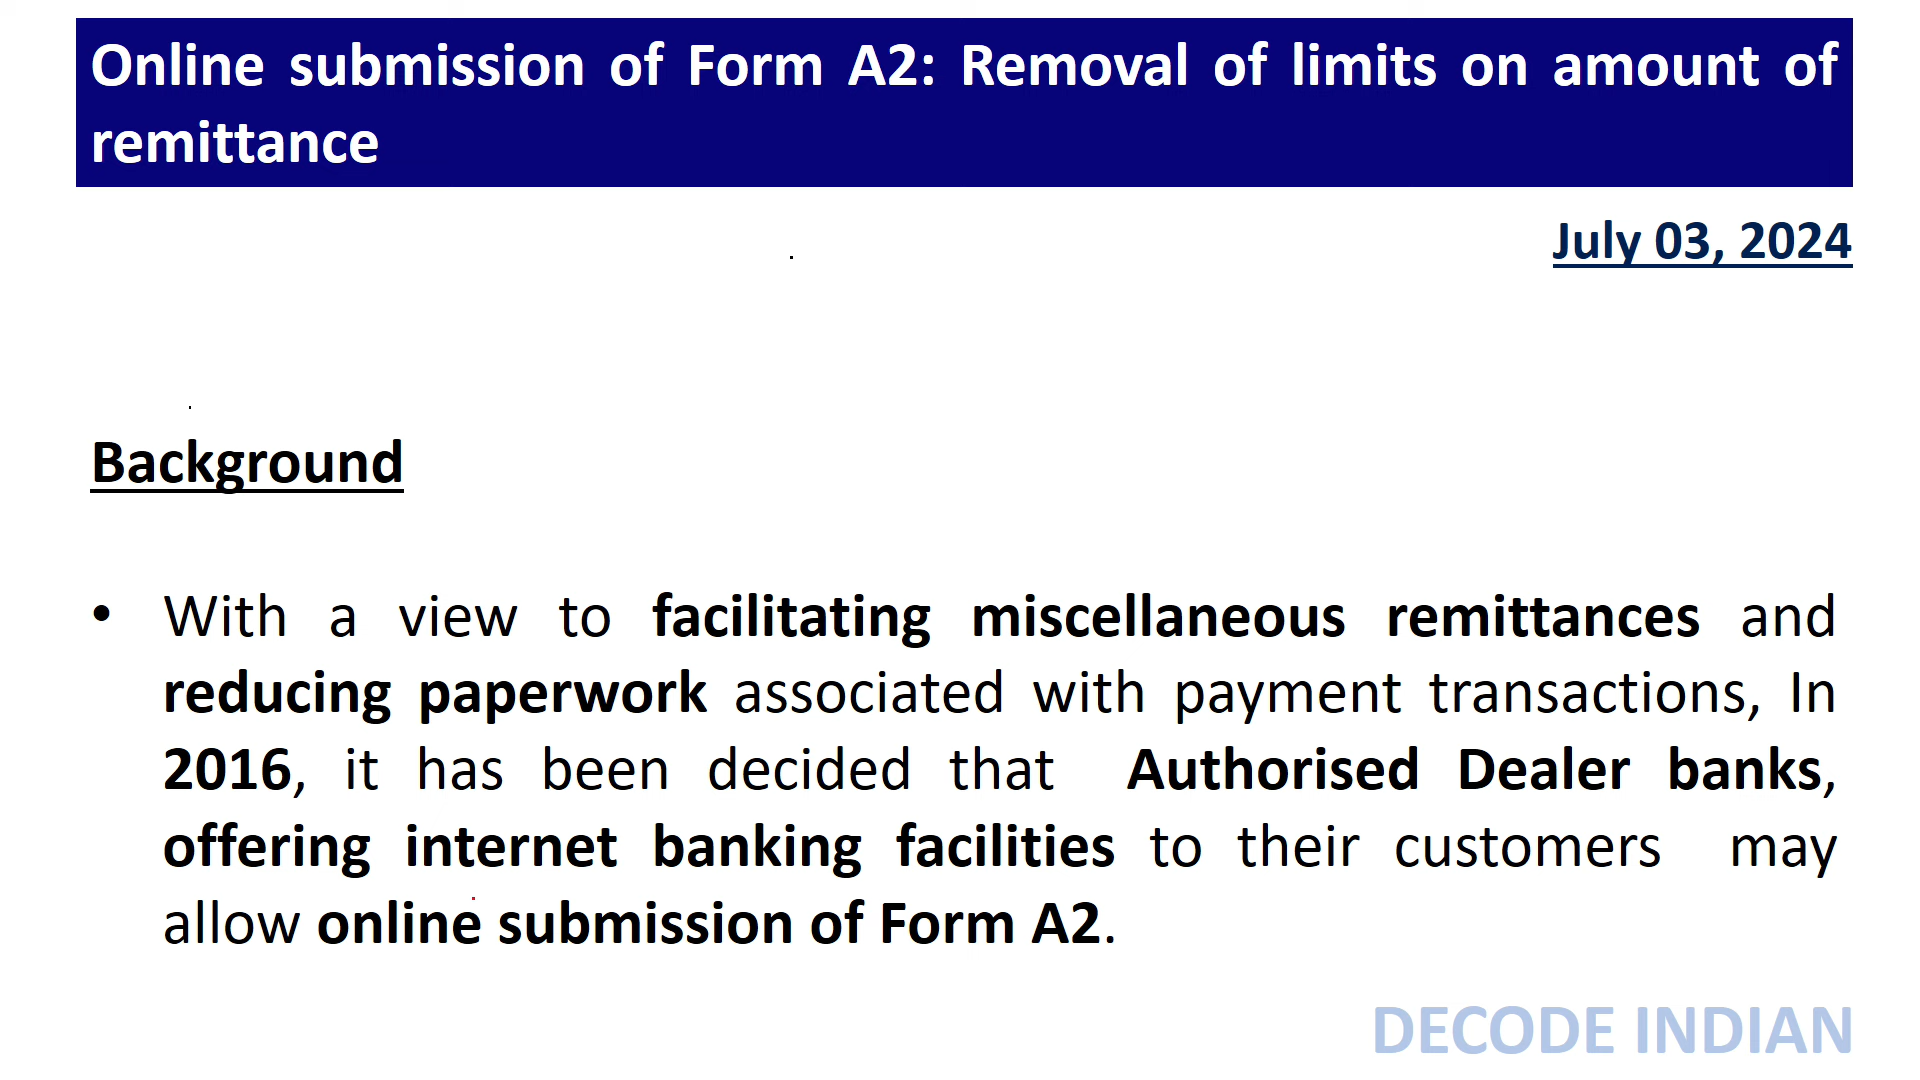 Online submission of Form A2: Removal of limits on amount of
remittance
July 03, 2024
Background
• With a view to facilitating miscellaneous remittances and
reducing paperwork associated with payment transactions, In
2016, it has been decided that Authorised Dealer banks,
offering internet banking facilities to their customers may
allow online submission of Form A2.
DECODE INDIAN